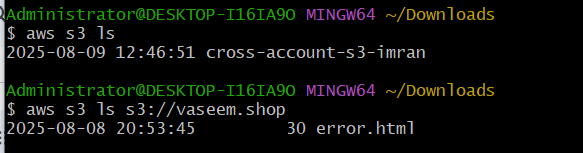 Administrator@DESKTOP-I16IA9O MINGW64 ~/Downloads
$ aws s3 ls
2025-08-09 12:46:51 cross-account-s3-imran
Administrator@DESKTOP-I16IA9O MINGW64 ~/Downloads
$ aws s3 ls s3://vaseem.shop
2025-08-08 20:53:45         30 error.html